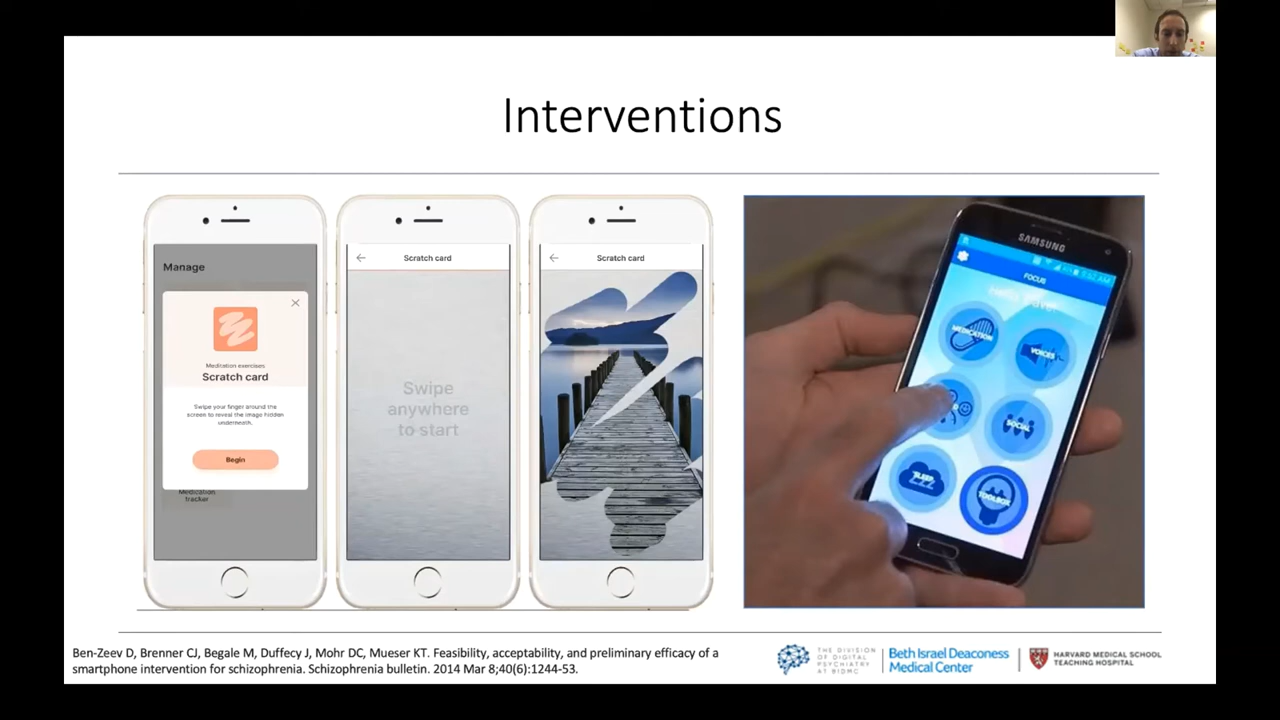 Interventions
Manage
Meditation exercises
Scratch card
Swipe your finger around the
screen to reveal the image hidden
underneath.
Begin
Medication
tracker
Scratch card
Swipe
anywhere
to start
Scratch card
SAMSUNG
FOCUS
MEDICATION
VOICES
SOCIAL
SLEEP
TOOLBOX
Ben-Zeev D, Brenner CJ, Begale M, Duffecy J, Mohr DC, Mueser KT. Feasibility, acceptability, and preliminary efficacy of a
smartphone intervention for schizophrenia. Schizophrenia bulletin. 2014 Mar 8;40(6):1244-53.
THE DIVISION
OF DIGITAL
PSYCHIATRY
AT BIDMC
Beth Israel Deaconess
Medical Center
HARVARD MEDICAL SCHOOL
TEACHING HOSPITAL